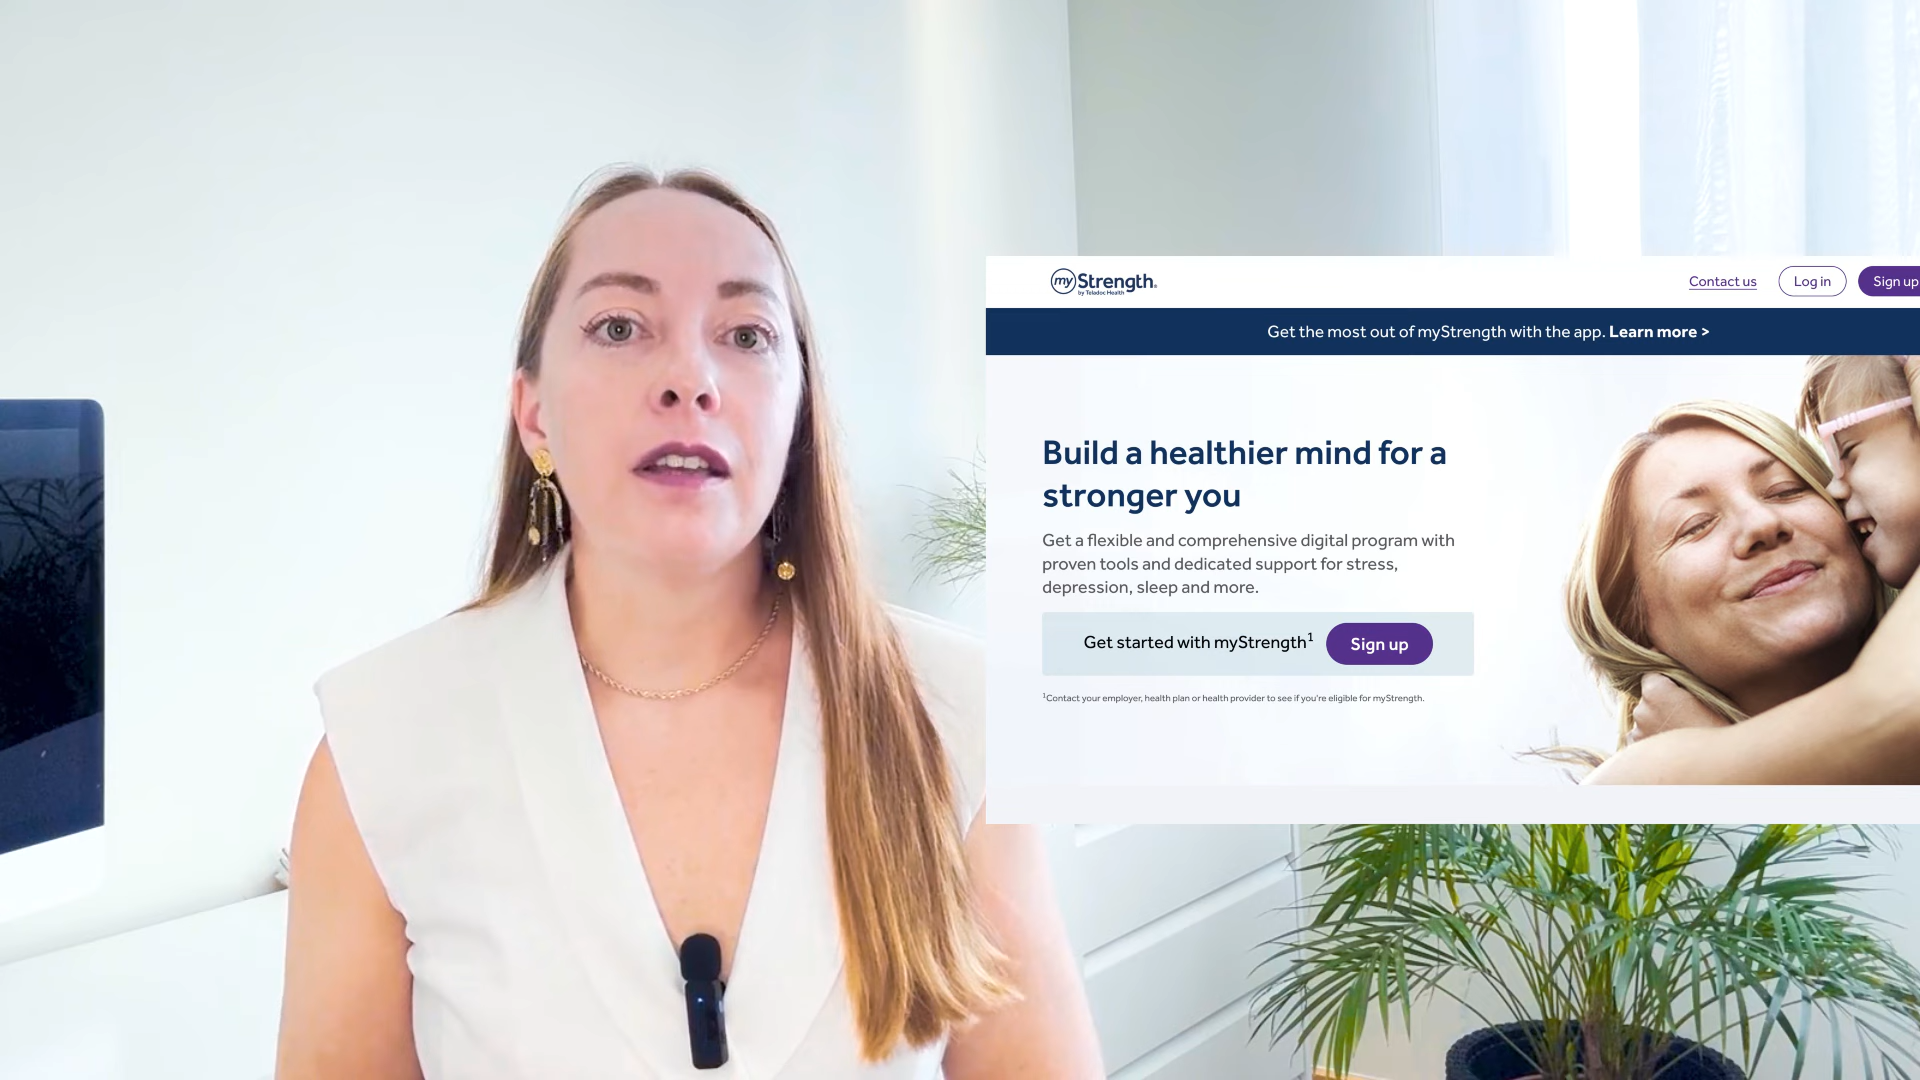 my Strength®
by Teladoc Health
Contact us
Log in
Sign up
Get the most out of myStrength with the app. Learn more >
Build a healthier mind for a
stronger you
Get a flexible and comprehensive digital program with
proven tools and dedicated support for stress,
depression, sleep and more.
Get started with myStrength¹
Sign up
¹Contact your employer, health plan or health provider to see if you're eligible for myStrength.